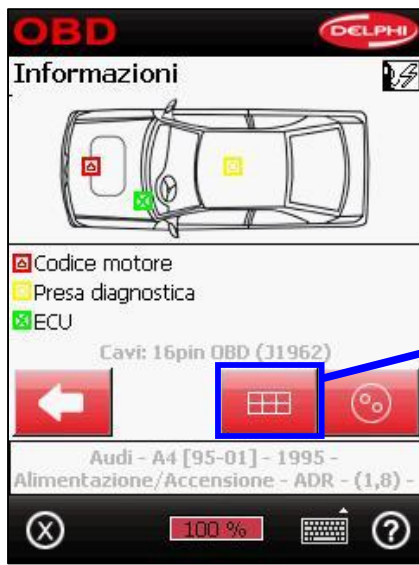 OBD
DELPHI
Informazioni
Codice motore
Presa diagnostica
ECU
Cavi: 16pin OBD (J1962)
Audi - A4 [95-01] - 1995 -
Alimentazione/Accensione - ADR - (1,8) -
100 %
?